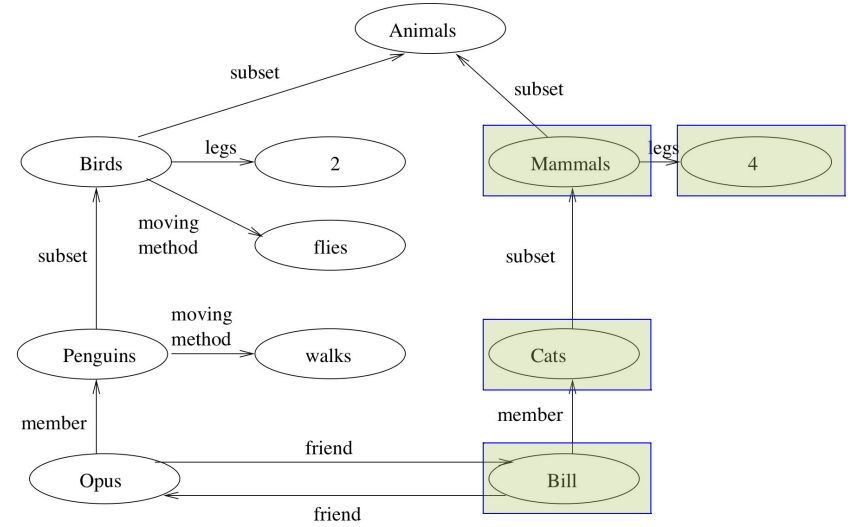 Animals
subset
subset
Birds
legs
2
Mammals
legs
4
moving
method
flies
subset
subset
moving
method
Penguins
walks
Cats
member
member
friend
Opus
Bill
friend